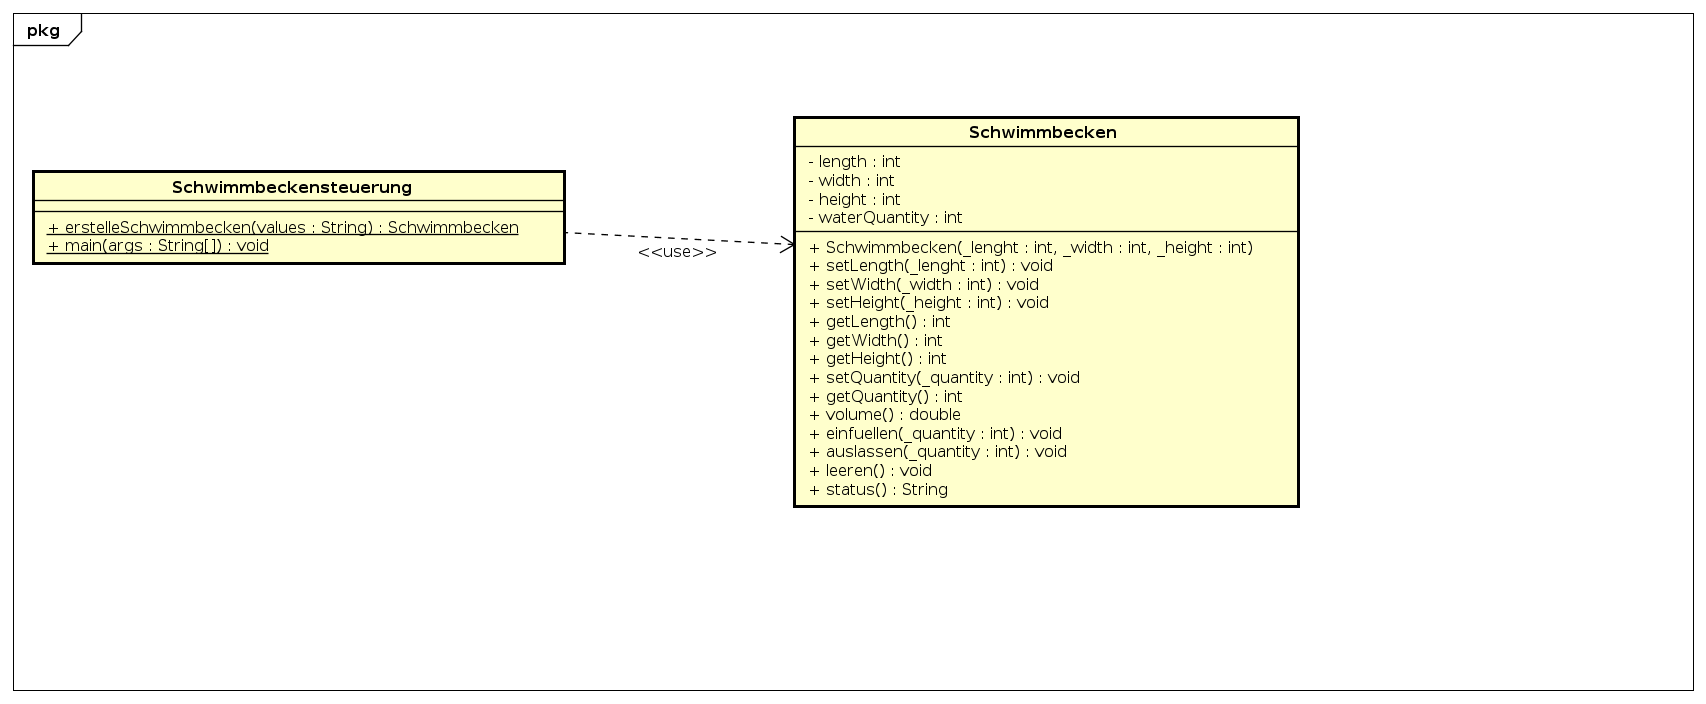 pkg
Schwimmbeckensteuerung
+ erstelleSchwimmbecken(values : String) : Schwimmbecken
+ main(args : String[]) : void
<<use>>
Schwimmbecken
- length : int
- width : int
- height : int
- waterQuantity : int
+ Schwimmbecken(_lenght : int, _width : int, _height : int)
+ setLength(_lenght : int) : void
+ setWidth(_width : int) : void
+ setHeight(_height : int) : void
+ getLength() : int
+ getWidth() : int
+ getHeight() : int
+ setQuantity(_quantity : int) : void
+ getQuantity() : int
+ volume() : double
+ einfuellen(_quantity : int) : void
+ auslassen(_quantity : int) : void
+ leeren() : void
+ status() : String